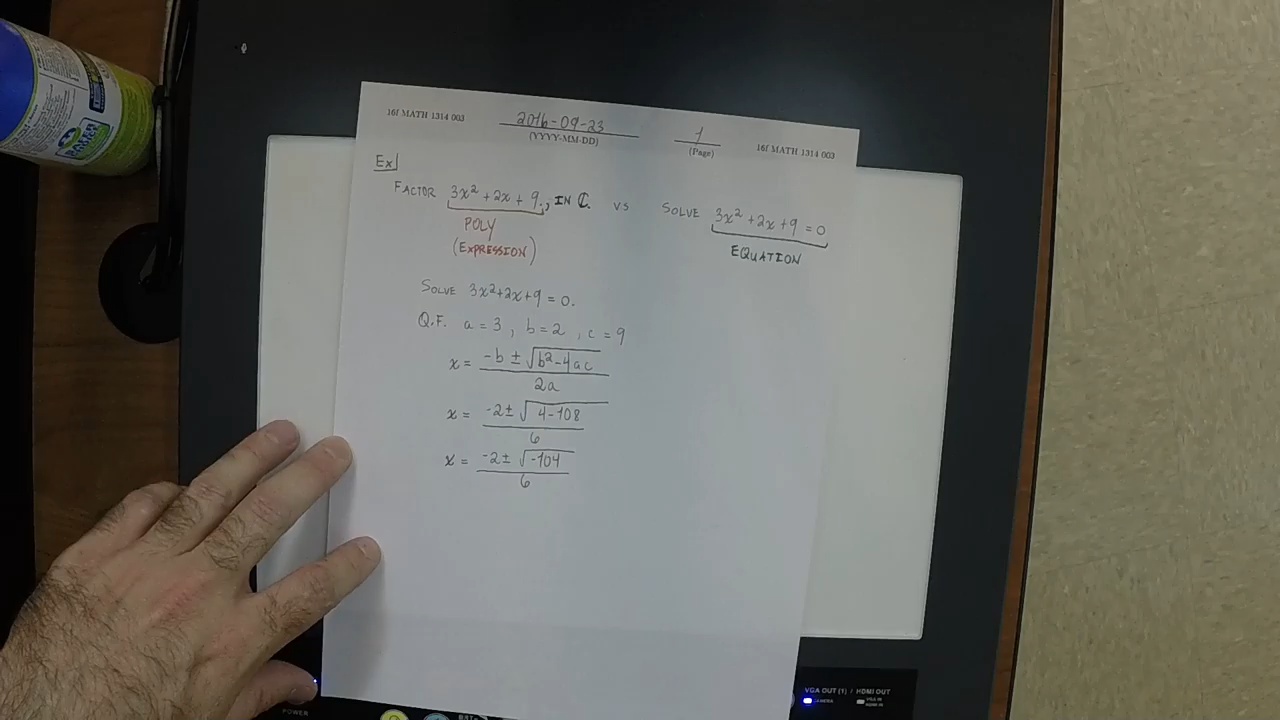 16f MATH 1314 003
2016-09-23
(YYYY-MM-DD)
1
(Page)
16f MATH 1314 003
Ex|
FACTOR 3x² + 2x + 9., IN ℂ. VS SOLVE 3x² + 2x + 9 = 0
POLY
(EXPRESSION)
EQUATION
SOLVE 3x²+2x+9 = 0.
Q.F. a = 3, b = 2, c = 9
x = (-b ± √(b²-4ac))/(2a)
x = (-2 ± √(4-108))/6
x = (-2 ± √(-104))/6
VGA OUT (1) / HDMI OUT
CAMERA
POWER